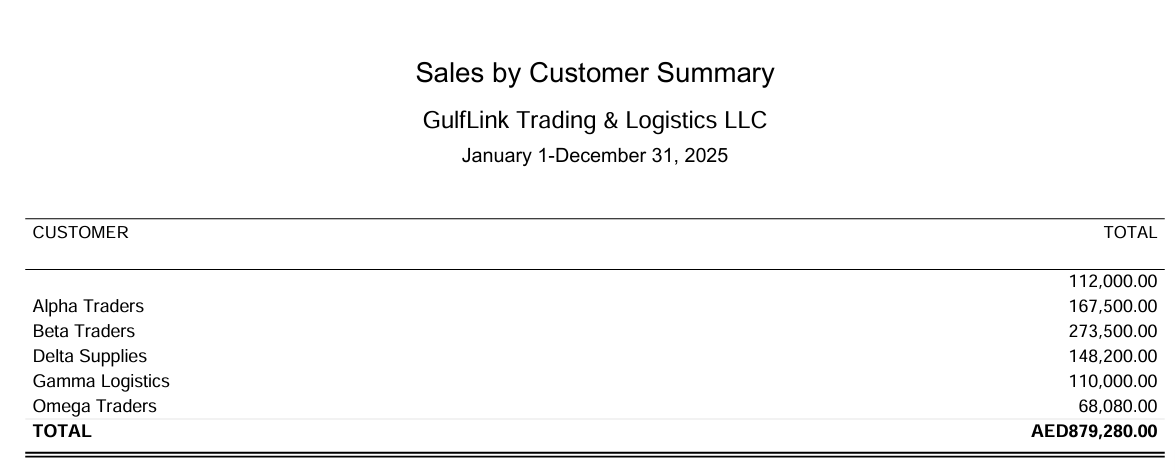 Sales by Customer Summary
GulfLink Trading & Logistics LLC
January 1-December 31, 2025
CUSTOMER TOTAL
112,000.00
Alpha Traders 167,500.00
Beta Traders 273,500.00
Delta Supplies 148,200.00
Gamma Logistics 110,000.00
Omega Traders 68,080.00
TOTAL AED879,280.00